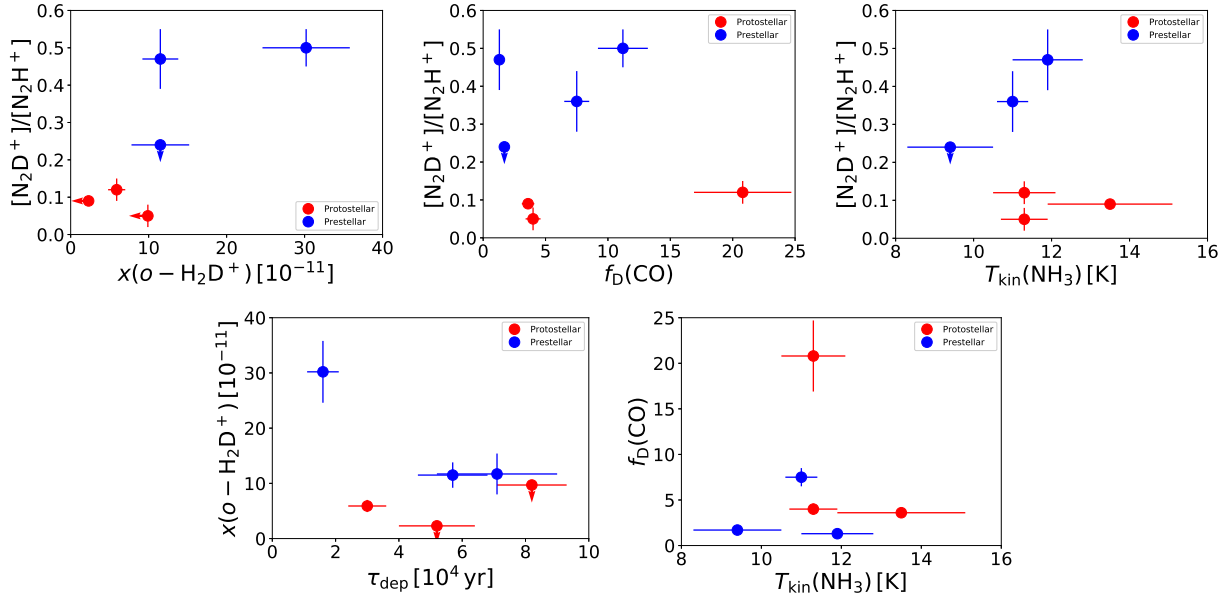 [N₂D⁺]/[N₂H⁺]
0.6
0.5
0.4
0.3
0.2
0.1
0.0
0 10 20 30 40
x(o − H₂D⁺) [10⁻¹¹]
Protostellar
Prestellar
[N₂D⁺]/[N₂H⁺]
0.6
0.5
0.4
0.3
0.2
0.1
0.0
0 5 10 15 20 25
f_D(CO)
Protostellar
Prestellar
[N₂D⁺]/[N₂H⁺]
0.6
0.5
0.4
0.3
0.2
0.1
0.0
8 10 12 14 16
T_kin(NH₃) [K]
Protostellar
Prestellar
x(o − H₂D⁺) [10⁻¹¹]
40
30
20
10
0
0 2 4 6 8 10
τ_dep [10⁴ yr]
Protostellar
Prestellar
f_D(CO)
25
20
15
10
5
0
8 10 12 14 16
T_kin(NH₃) [K]
Protostellar
Prestellar